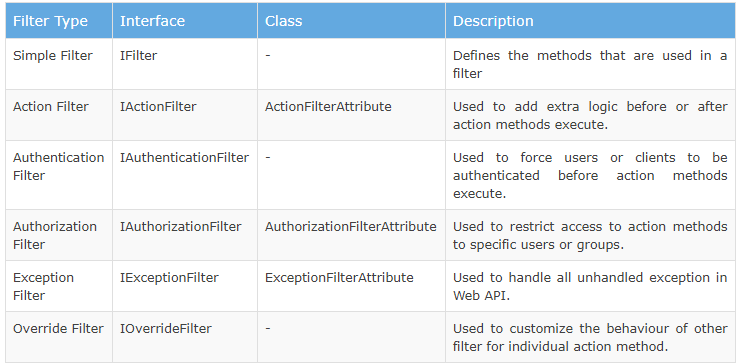 Filter Type Interface Class Description
Simple Filter IFilter - Defines the methods that are used in a
filter
Action Filter IActionFilter ActionFilterAttribute Used to add extra logic before or after
action methods execute.
Authentication IAuthenticationFilter - Used to force users or clients to be
Filter authenticated before action methods
execute.
Authorization IAuthorizationFilter AuthorizationFilterAttribute Used to restrict access to action methods
Filter to specific users or groups.
Exception IExceptionFilter ExceptionFilterAttribute Used to handle all unhandled exception in
Filter Web API.
Override Filter IOverrideFilter - Used to customize the behaviour of other
filter for individual action method.